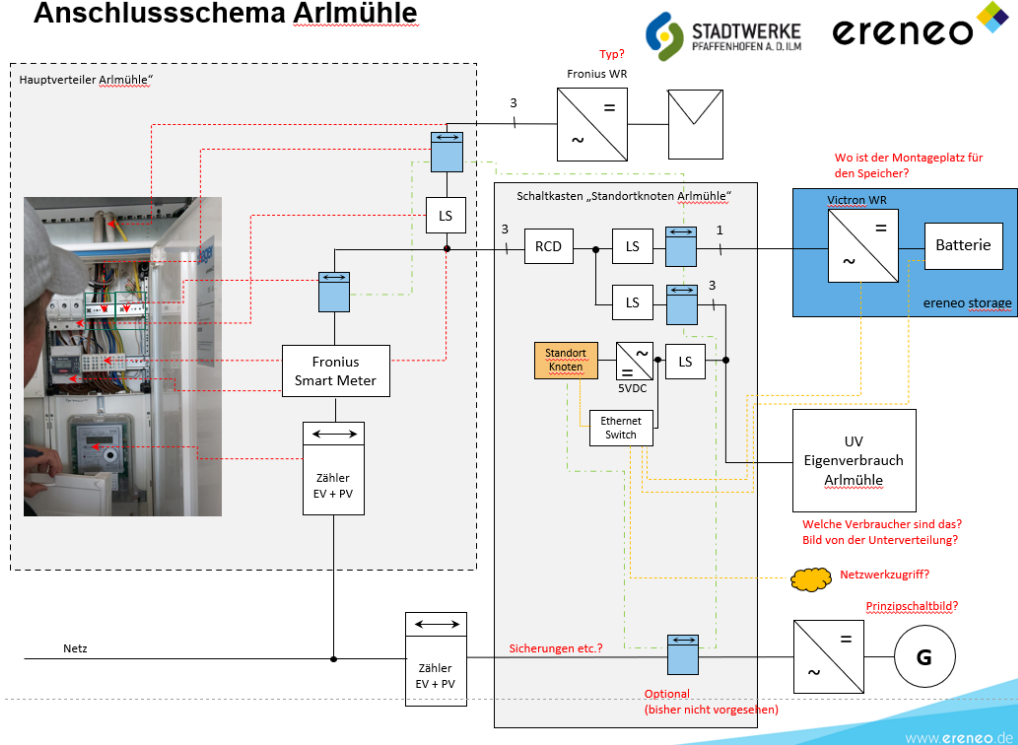 Anschlussschema Arlmühle
STADTWERKE
PFAFFENHOFEN A. D. ILM
ereneo
Hauptverteiler Arlmühle“
Typ?
Fronius WR
3
=
~
Wo ist der Montageplatz für
den Speicher?
Schaltkasten „Standortknoten Arlmühle“
Victron WR
LS
3
RCD
LS
1
=
~
Batterie
ereneo storage
LS
3
Fronius
Smart Meter
Standort
Knoten
~
=
5VDC
LS
Ethernet
Switch
UV
Eigenverbrauch
Arlmühle
Zähler
EV + PV
Welche Verbraucher sind das?
Bild von der Unterverteilung?
Netzwerkzugriff?
Prinzipschaltbild?
Netz
Zähler
EV + PV
Sicherungen etc.?
=
~
G
Optional
(bisher nicht vorgesehen)
www.ereneo.de